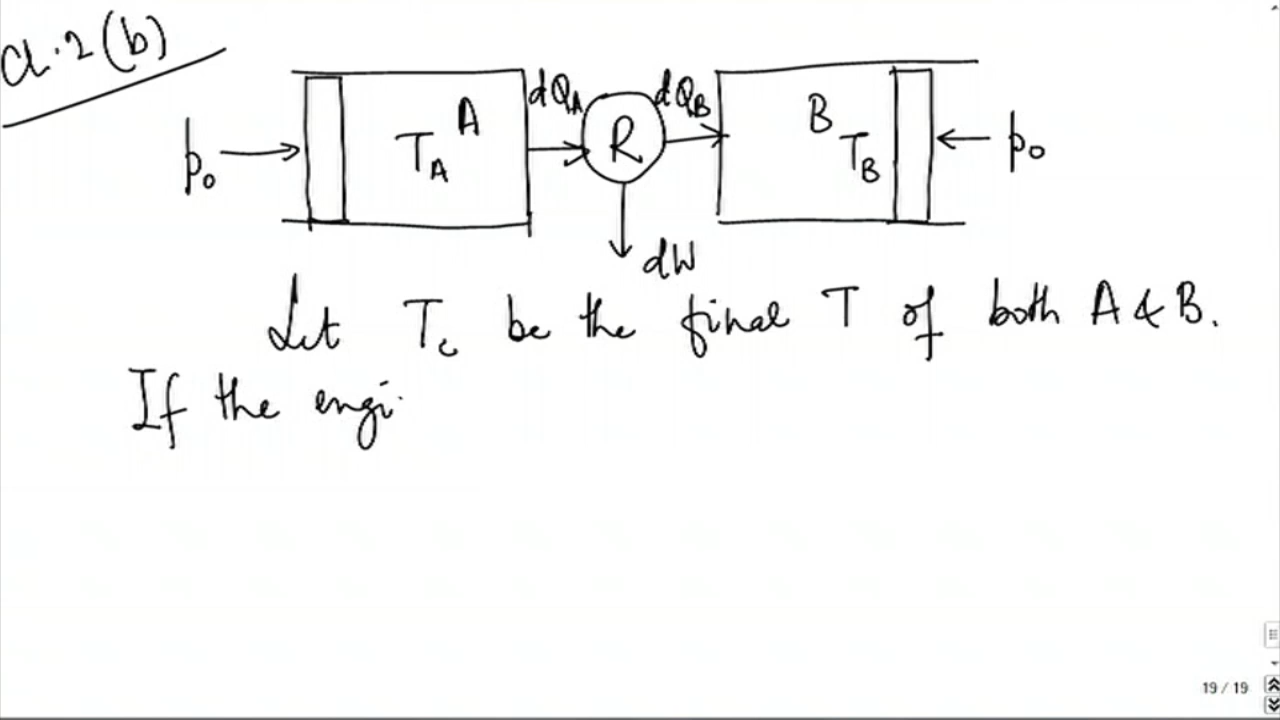 Q.2(b)
dQA dQB
p₀ TA A R B TB p₀
dW
Let Tc be the final T of both A & B.
If the engi
19 / 19